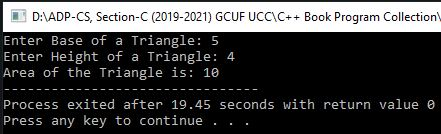 D:\ADP-CS, Section-C (2019-2021) GCUF UCC\C++ Book Program Collection\
Enter Base of a Triangle: 5
Enter Height of a Triangle: 4
Area of the Triangle is: 10
--------------------------------
Process exited after 19.45 seconds with return value 0
Press any key to continue . . .